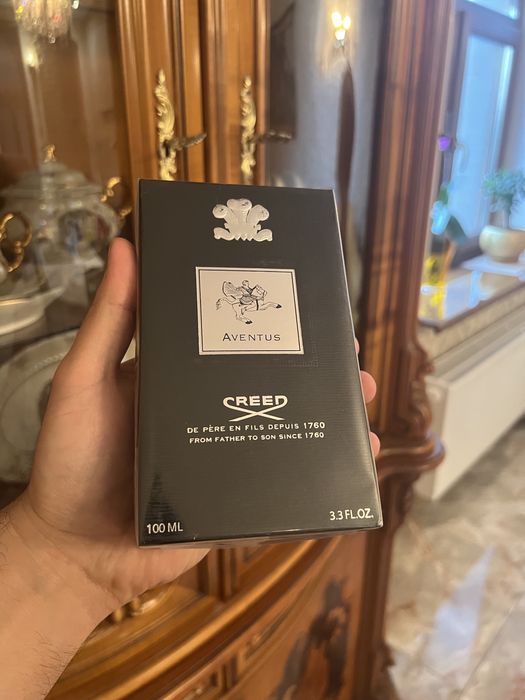 AVENTUS
CREED
DE PÈRE EN FILS DEPUIS 1760
FROM FATHER TO SON SINCE 1760
100 ML
3.3 FL.OZ.